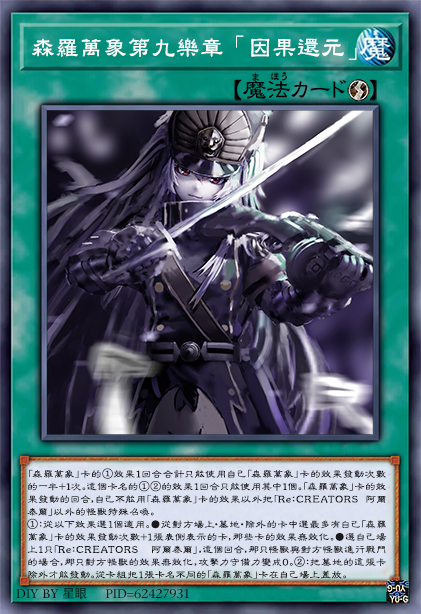 森羅萬象第九樂章「因果還元」
魔
まほう
【魔法カード】
「森羅萬象」卡的①效果1回合合計只能使用自己「森羅萬象」卡的效果發動次數
的一半+1次。這個卡名的①②的效果1回合只能使用其中1個。「森羅萬象」卡的效
果發動的回合,自己不能用「森羅萬象」卡的效果以外把「Re:CREATORS 阿爾
泰爾」以外的怪獸特殊召喚。
①:從以下效果選1個適用。●從對方場上‧墓地‧除外的卡中選最多有自己「森羅
萬象」卡的效果發動次數+1張表側表示的卡,那些卡的效果無效化。●選自己場
上1只「Re:CREATORS 阿爾泰爾」,這個回合,那只怪獸與對方怪獸進行戰鬥
的場合,那只對方怪獸的效果無效化,攻擊力守備力變成0。②:把墓地的這張卡
除外才能發動。從卡組把1張卡名不同的「森羅萬象」卡在自己場上蓋放。
DIY BY 星眼 PID=62427931
YU-G
YU-G